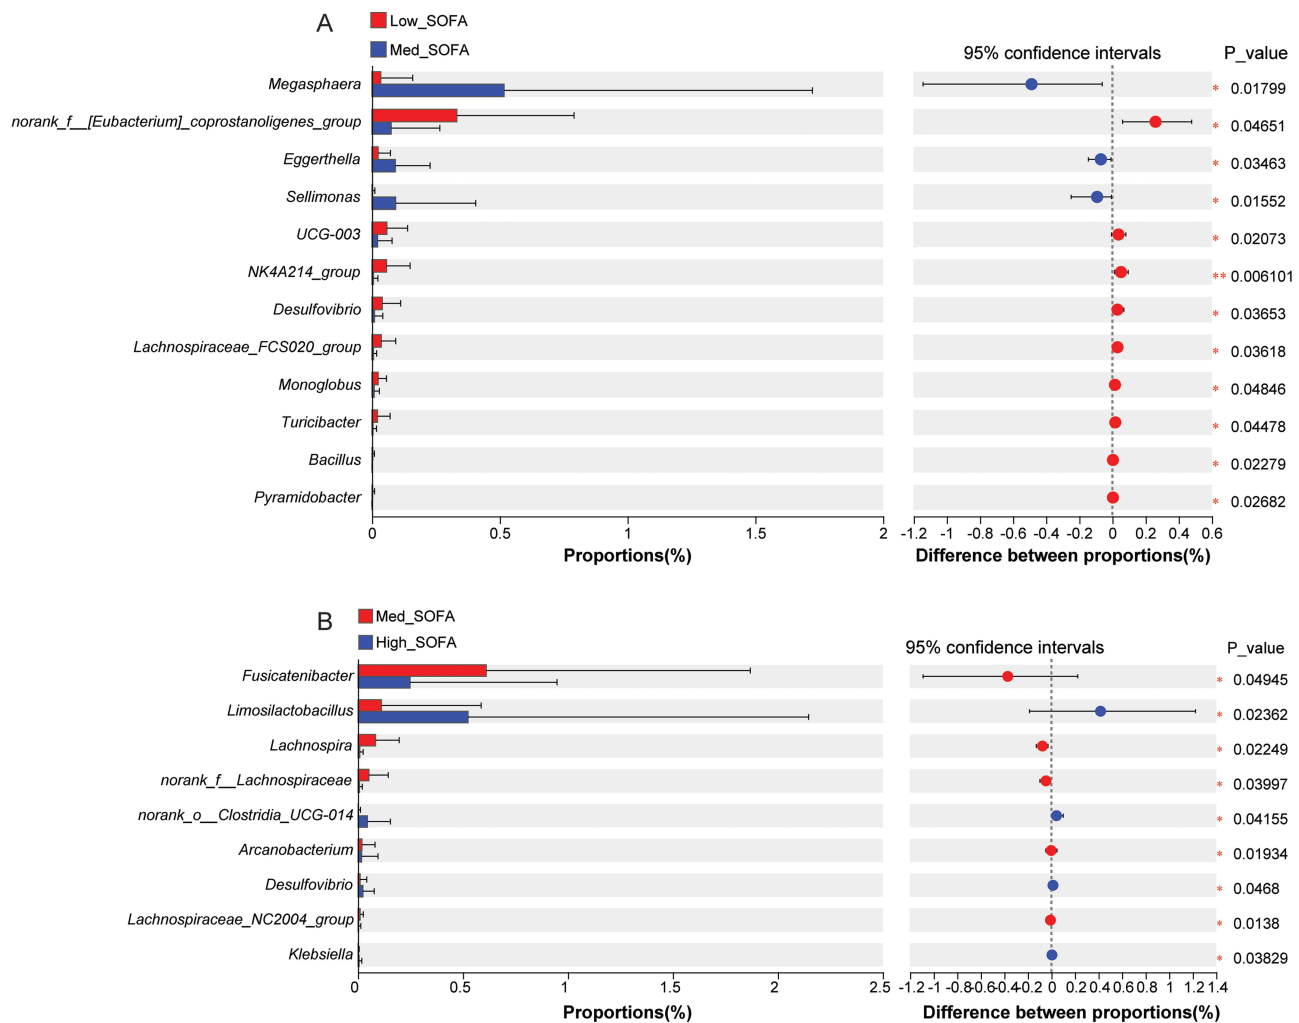 A
Low_SOFA
Med_SOFA
95% confidence intervals
P_value
Megasphaera
* 0.01799
norank_f__[Eubacterium]_coprostanoligenes_group
* 0.04651
Eggerthella
* 0.03463
Sellimonas
* 0.01552
UCG-003
* 0.02073
NK4A214_group
** 0.006101
Desulfovibrio
* 0.03653
Lachnospiraceae_FCS020_group
* 0.03618
Monoglobus
* 0.04846
Turicibacter
* 0.04478
Bacillus
* 0.02279
Pyramidobacter
* 0.02682
0 0.5 1 1.5 2
-1.2 -1 -0.8 -0.6 -0.4 -0.2 0 0.2 0.4 0.6
Proportions(%)
Difference between proportions(%)
B
Med_SOFA
High_SOFA
95% confidence intervals
P_value
Fusicatenibacter
* 0.04945
Limosilactobacillus
* 0.02362
Lachnospira
* 0.02249
norank_f__Lachnospiraceae
* 0.03997
norank_o__Clostridia_UCG-014
* 0.04155
Arcanobacterium
* 0.01934
Desulfovibrio
* 0.0468
Lachnospiraceae_NC2004_group
* 0.0138
Klebsiella
* 0.03829
0 0.5 1 1.5 2 2.5
-1.2 -1 -0.8 -0.6 -0.4 -0.2 0 0.2 0.4 0.6 0.8 1 1.2 1.4
Proportions(%)
Difference between proportions(%)